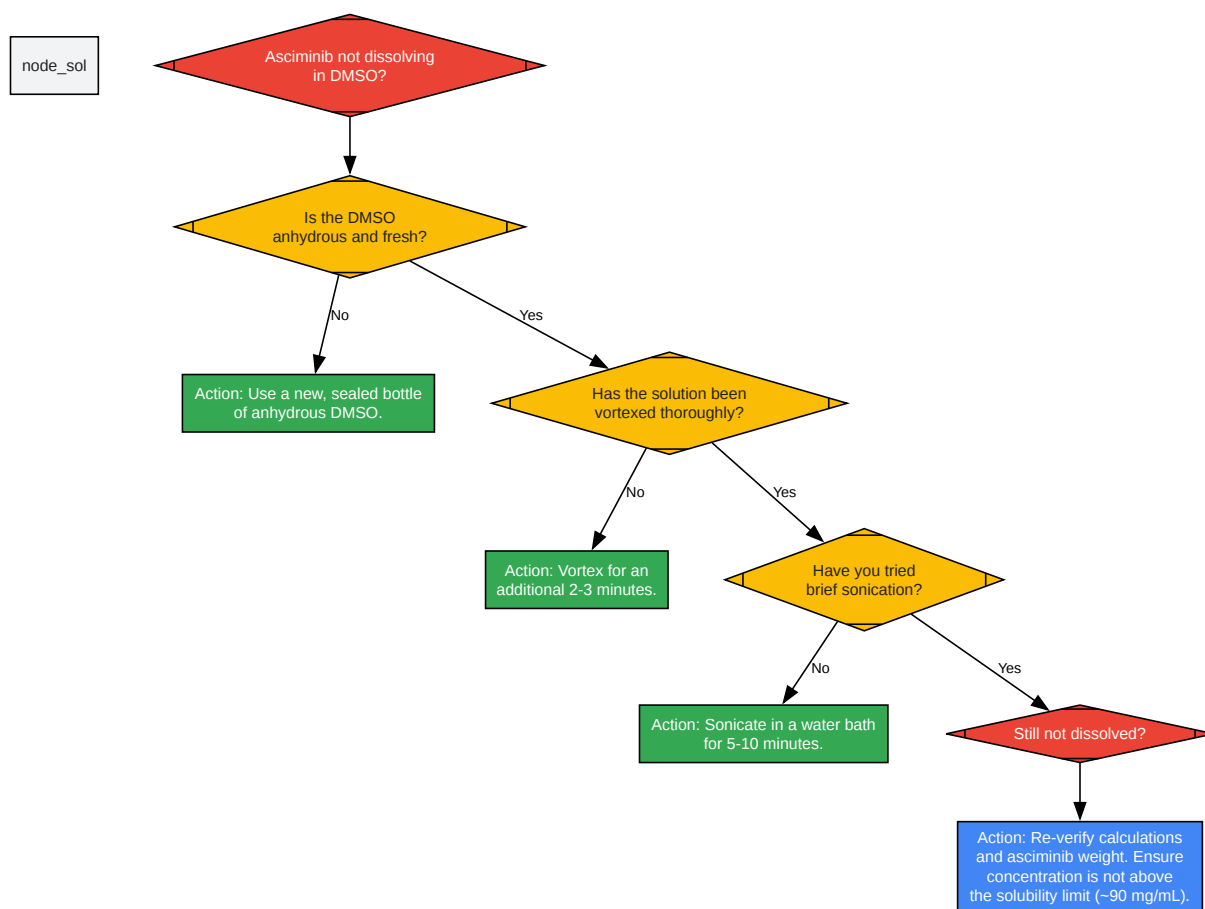 node_sol
Asciminib not dissolving
in DMSO?
Is the DMSO
anhydrous and fresh?
No
Yes
Action: Use a new, sealed bottle
of anhydrous DMSO.
Has the solution been
vortexed thoroughly?
No
Yes
Action: Vortex for an
additional 2-3 minutes.
Have you tried
brief sonication?
No
Yes
Action: Sonicate in a water bath
for 5-10 minutes.
Still not dissolved?
Action: Re-verify calculations
and asciminib weight. Ensure
concentration is not above
the solubility limit (~90 mg/mL).